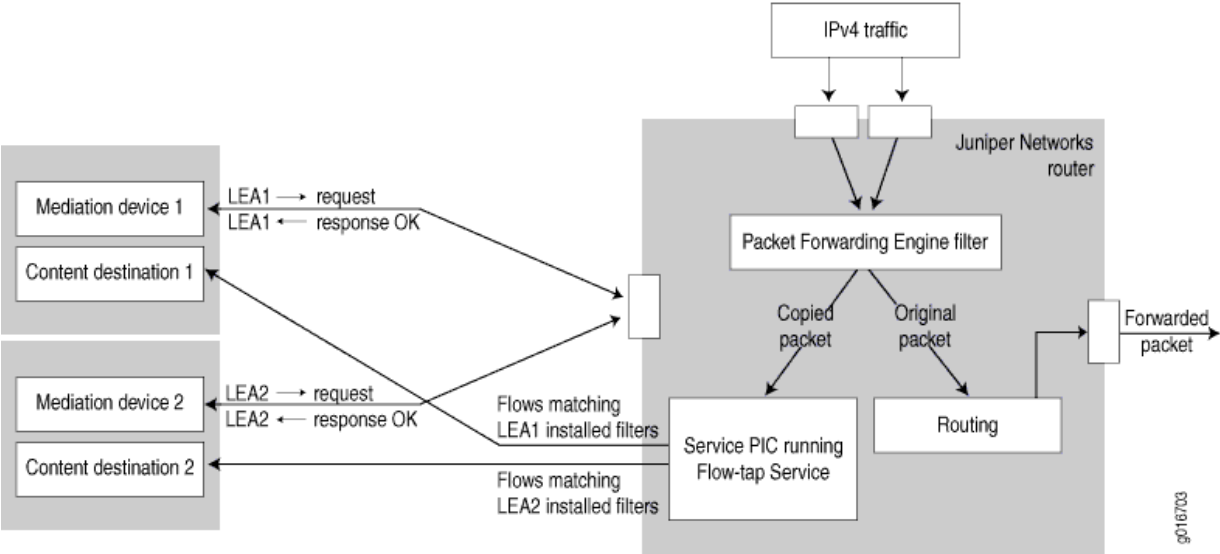 IPv4 traffic
Juniper Networks
router
Mediation device 1
LEA1 → request
LEA1 ← response OK
Content destination 1
Packet Forwarding Engine filter
Copied
packet
Original
packet
Forwarded
packet
Mediation device 2
LEA2 → request
LEA2 ← response OK
Content destination 2
Flows matching
LEA1 installed filters
Flows matching
LEA2 installed filters
Service PIC running
Flow-tap Service
Routing
g016703